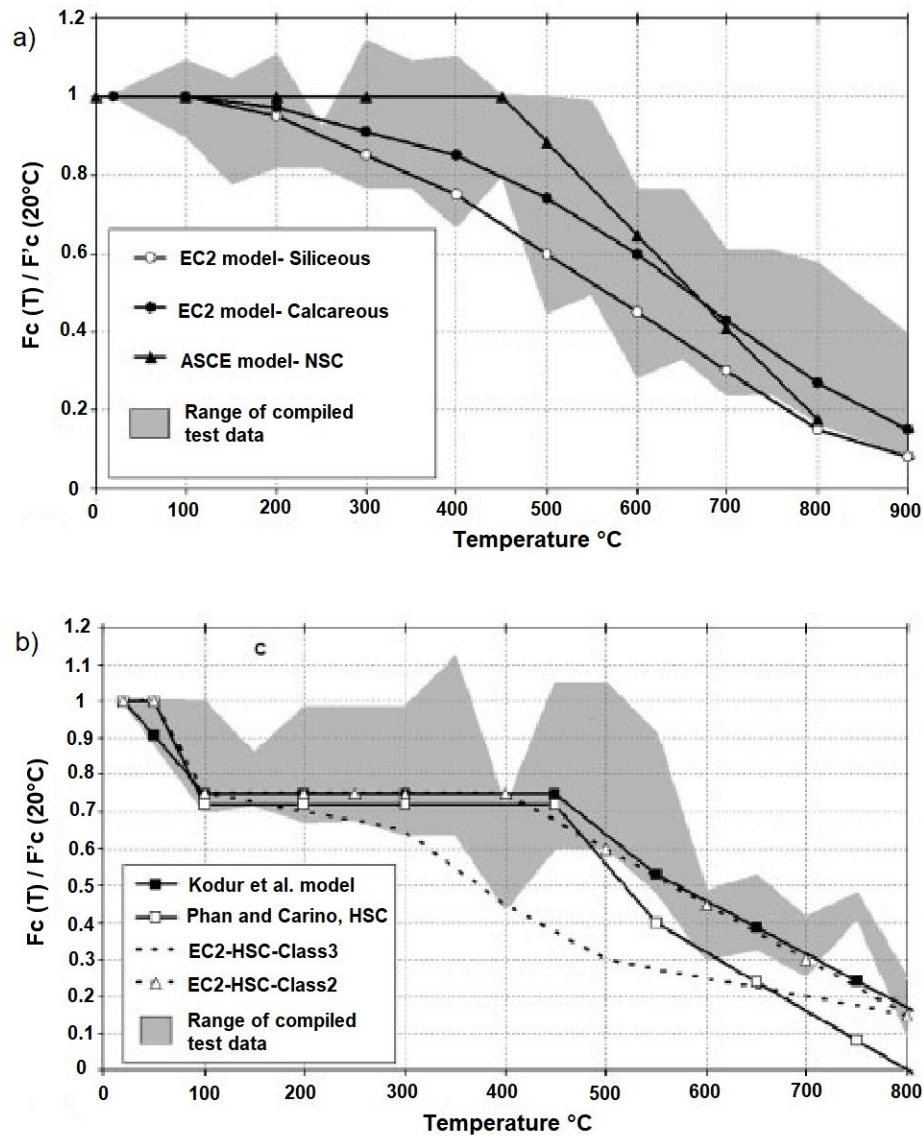 a)
1.2
1
0.8
0.6
0.4
0.2
0
Fc (T) / F'c (20°C)
EC2 model- Siliceous
EC2 model- Calcareous
ASCE model- NSC
Range of compiled
test data
0 100 200 300 400 500 600 700 800 900
Temperature °C
b)
1.2
1.1
1
0.9
0.8
0.7
0.6
0.5
0.4
0.3
0.2
0.1
0
Fc (T) / F'c (20°C)
C
Kodur et al. model
Phan and Carino, HSC
EC2-HSC-Class3
EC2-HSC-Class2
Range of compiled
test data
0 100 200 300 400 500 600 700 800
Temperature °C